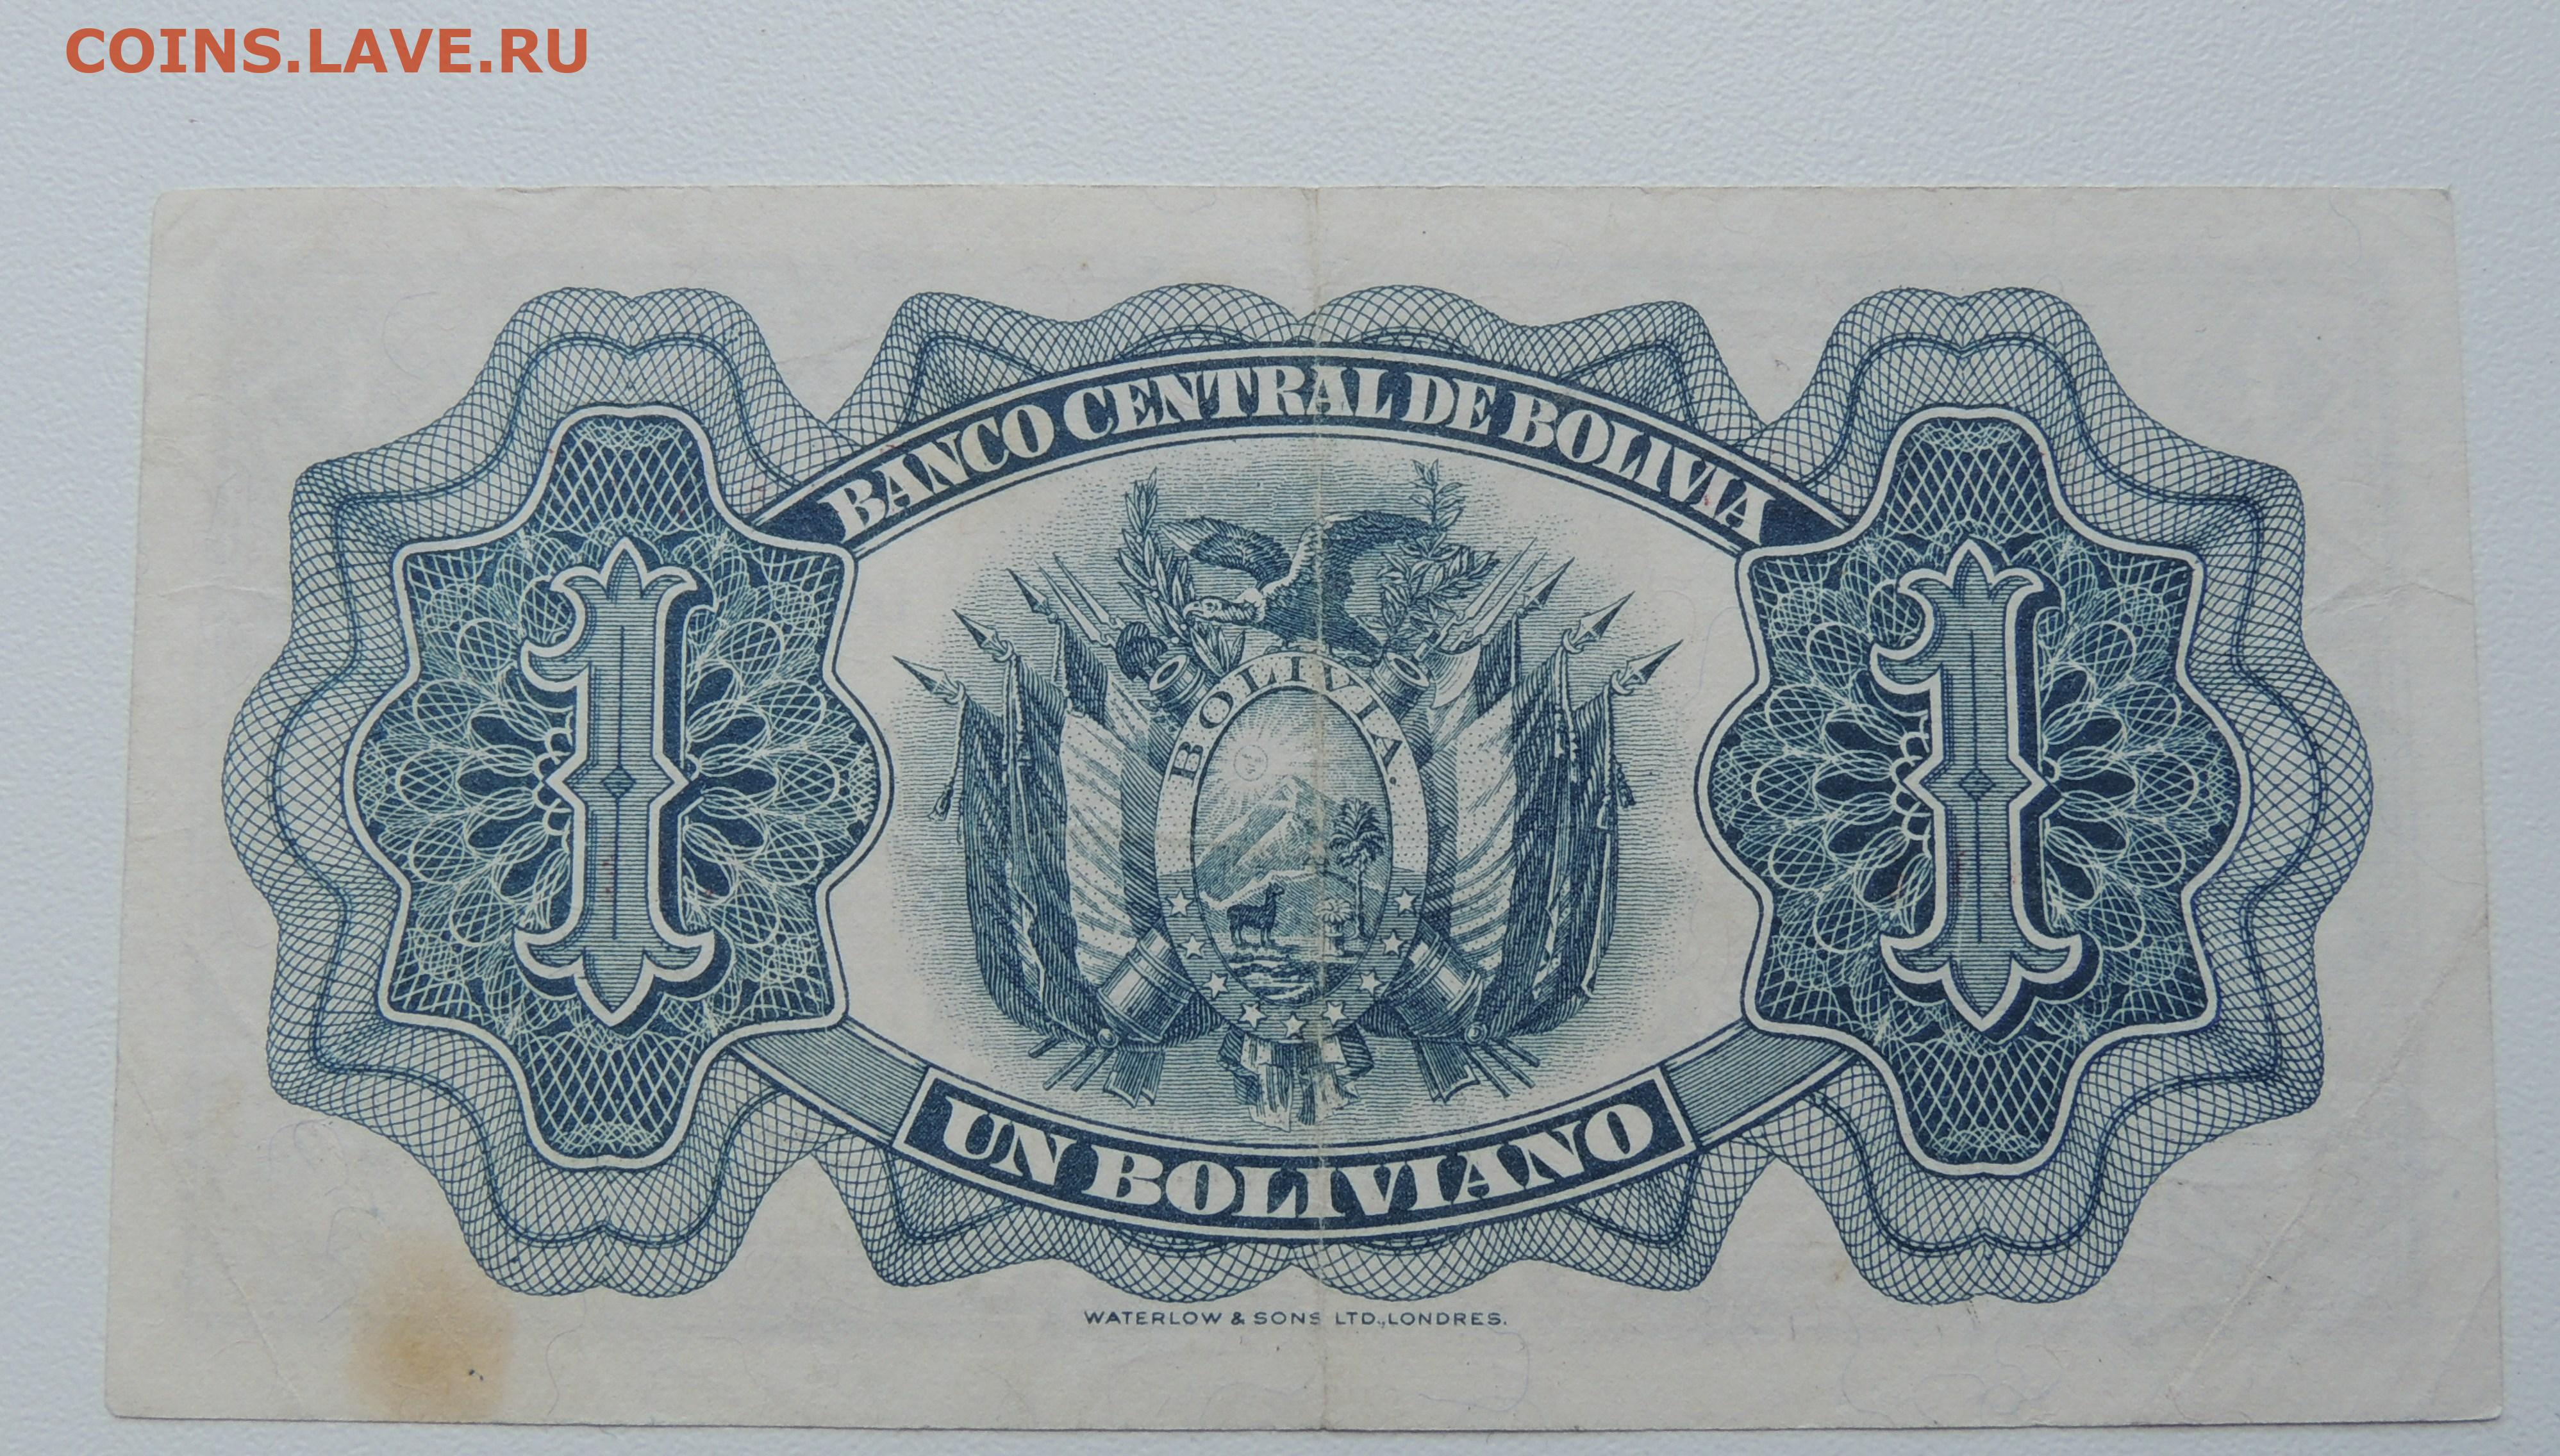 COINS.LAVE.RU
BANCO CENTRAL DE BOLIVIA
1 1
BOLIVIA.
UN BOLIVIANO
WATERLOW & SONS LTD., LONDRES.